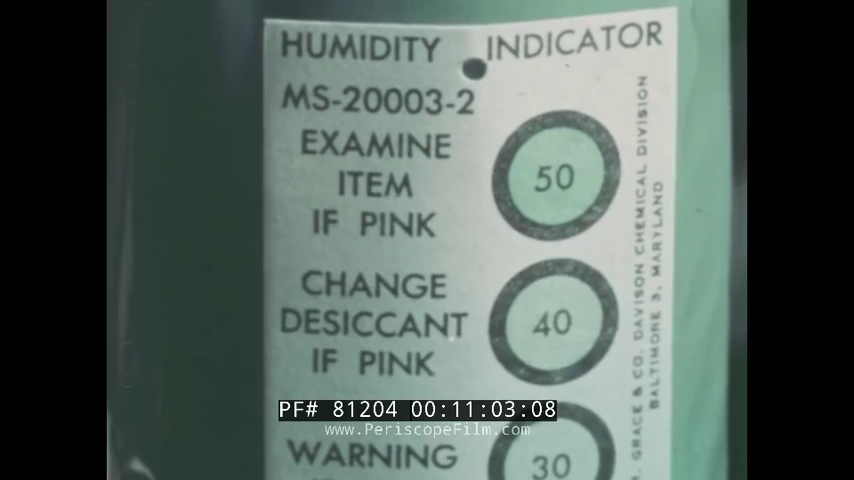 HUMIDITY INDICATOR
MS-20003-2
EXAMINE
ITEM
IF PINK
50
CHANGE
DESICCANT
IF PINK
40
WARNING
30
GRACE & CO. DAVISON CHEMICAL DIVISION
BALTIMORE 3, MARYLAND
PF# 81204 00:11:03:08
www.PeriscopeFilm.com